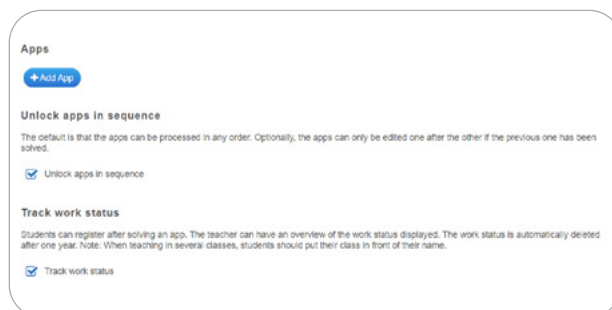 Apps
+Add App
Unlock apps in sequence
The default is that the apps can be processed in any order. Optionally, the apps can only be edited one after the other if the previous one has been
solved.
Unlock apps in sequence
Track work status
Students can register after solving an app. The teacher can have an overview of the work status displayed. The work status is automatically deleted
after one year. Note: When teaching in several classes, students should put their class in front of their name.
Track work status